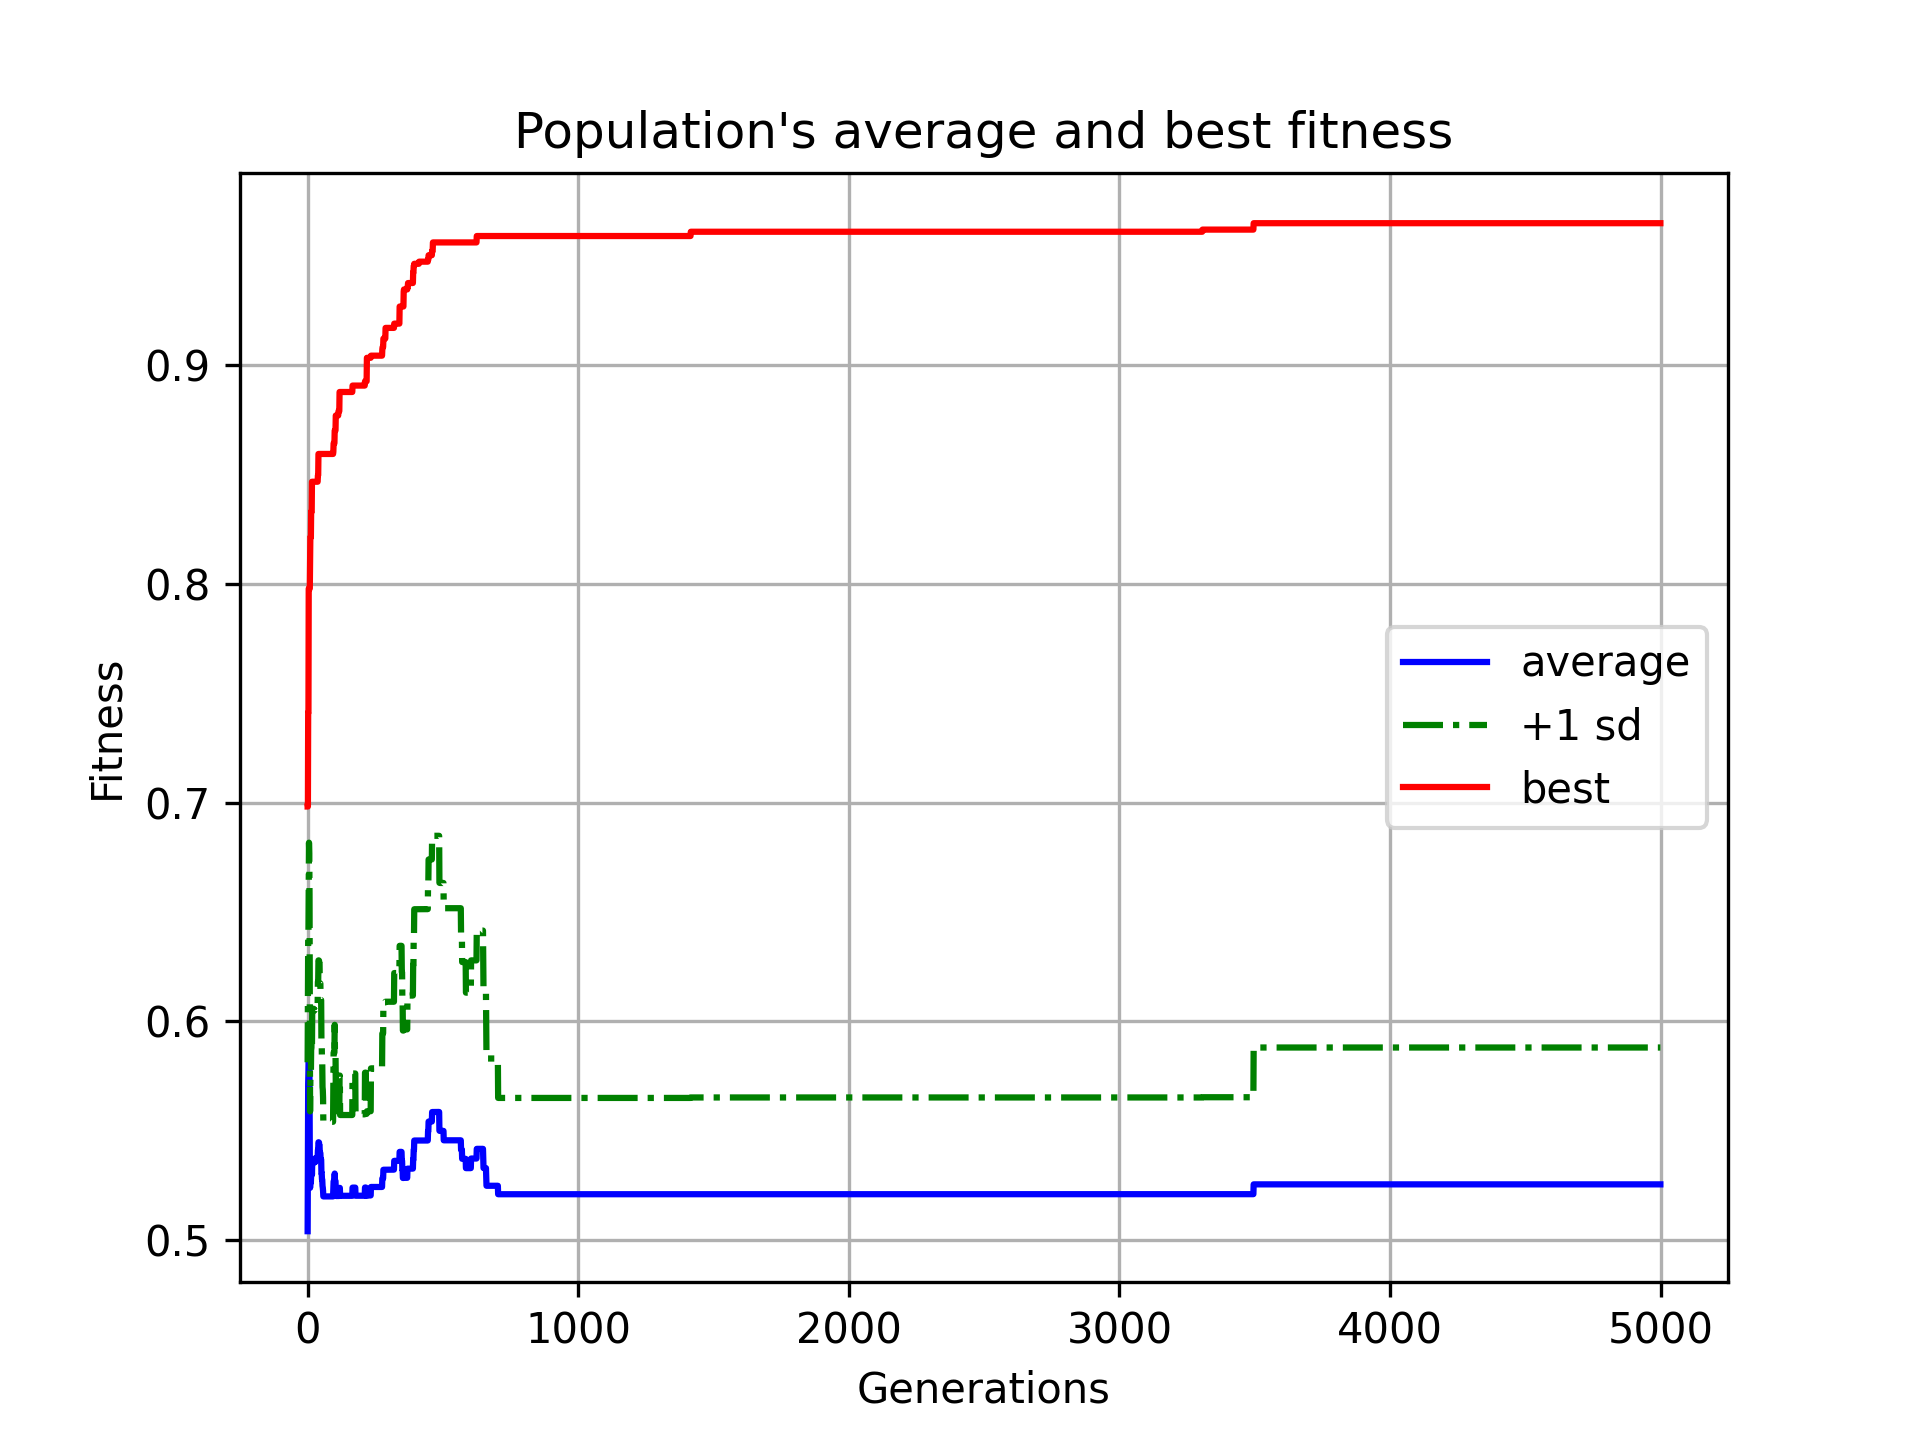 Population's average and best fitness
Fitness
0.9
0.8
0.7
0.6
0.5
average
+1 sd
best
0 1000 2000 3000 4000 5000
Generations